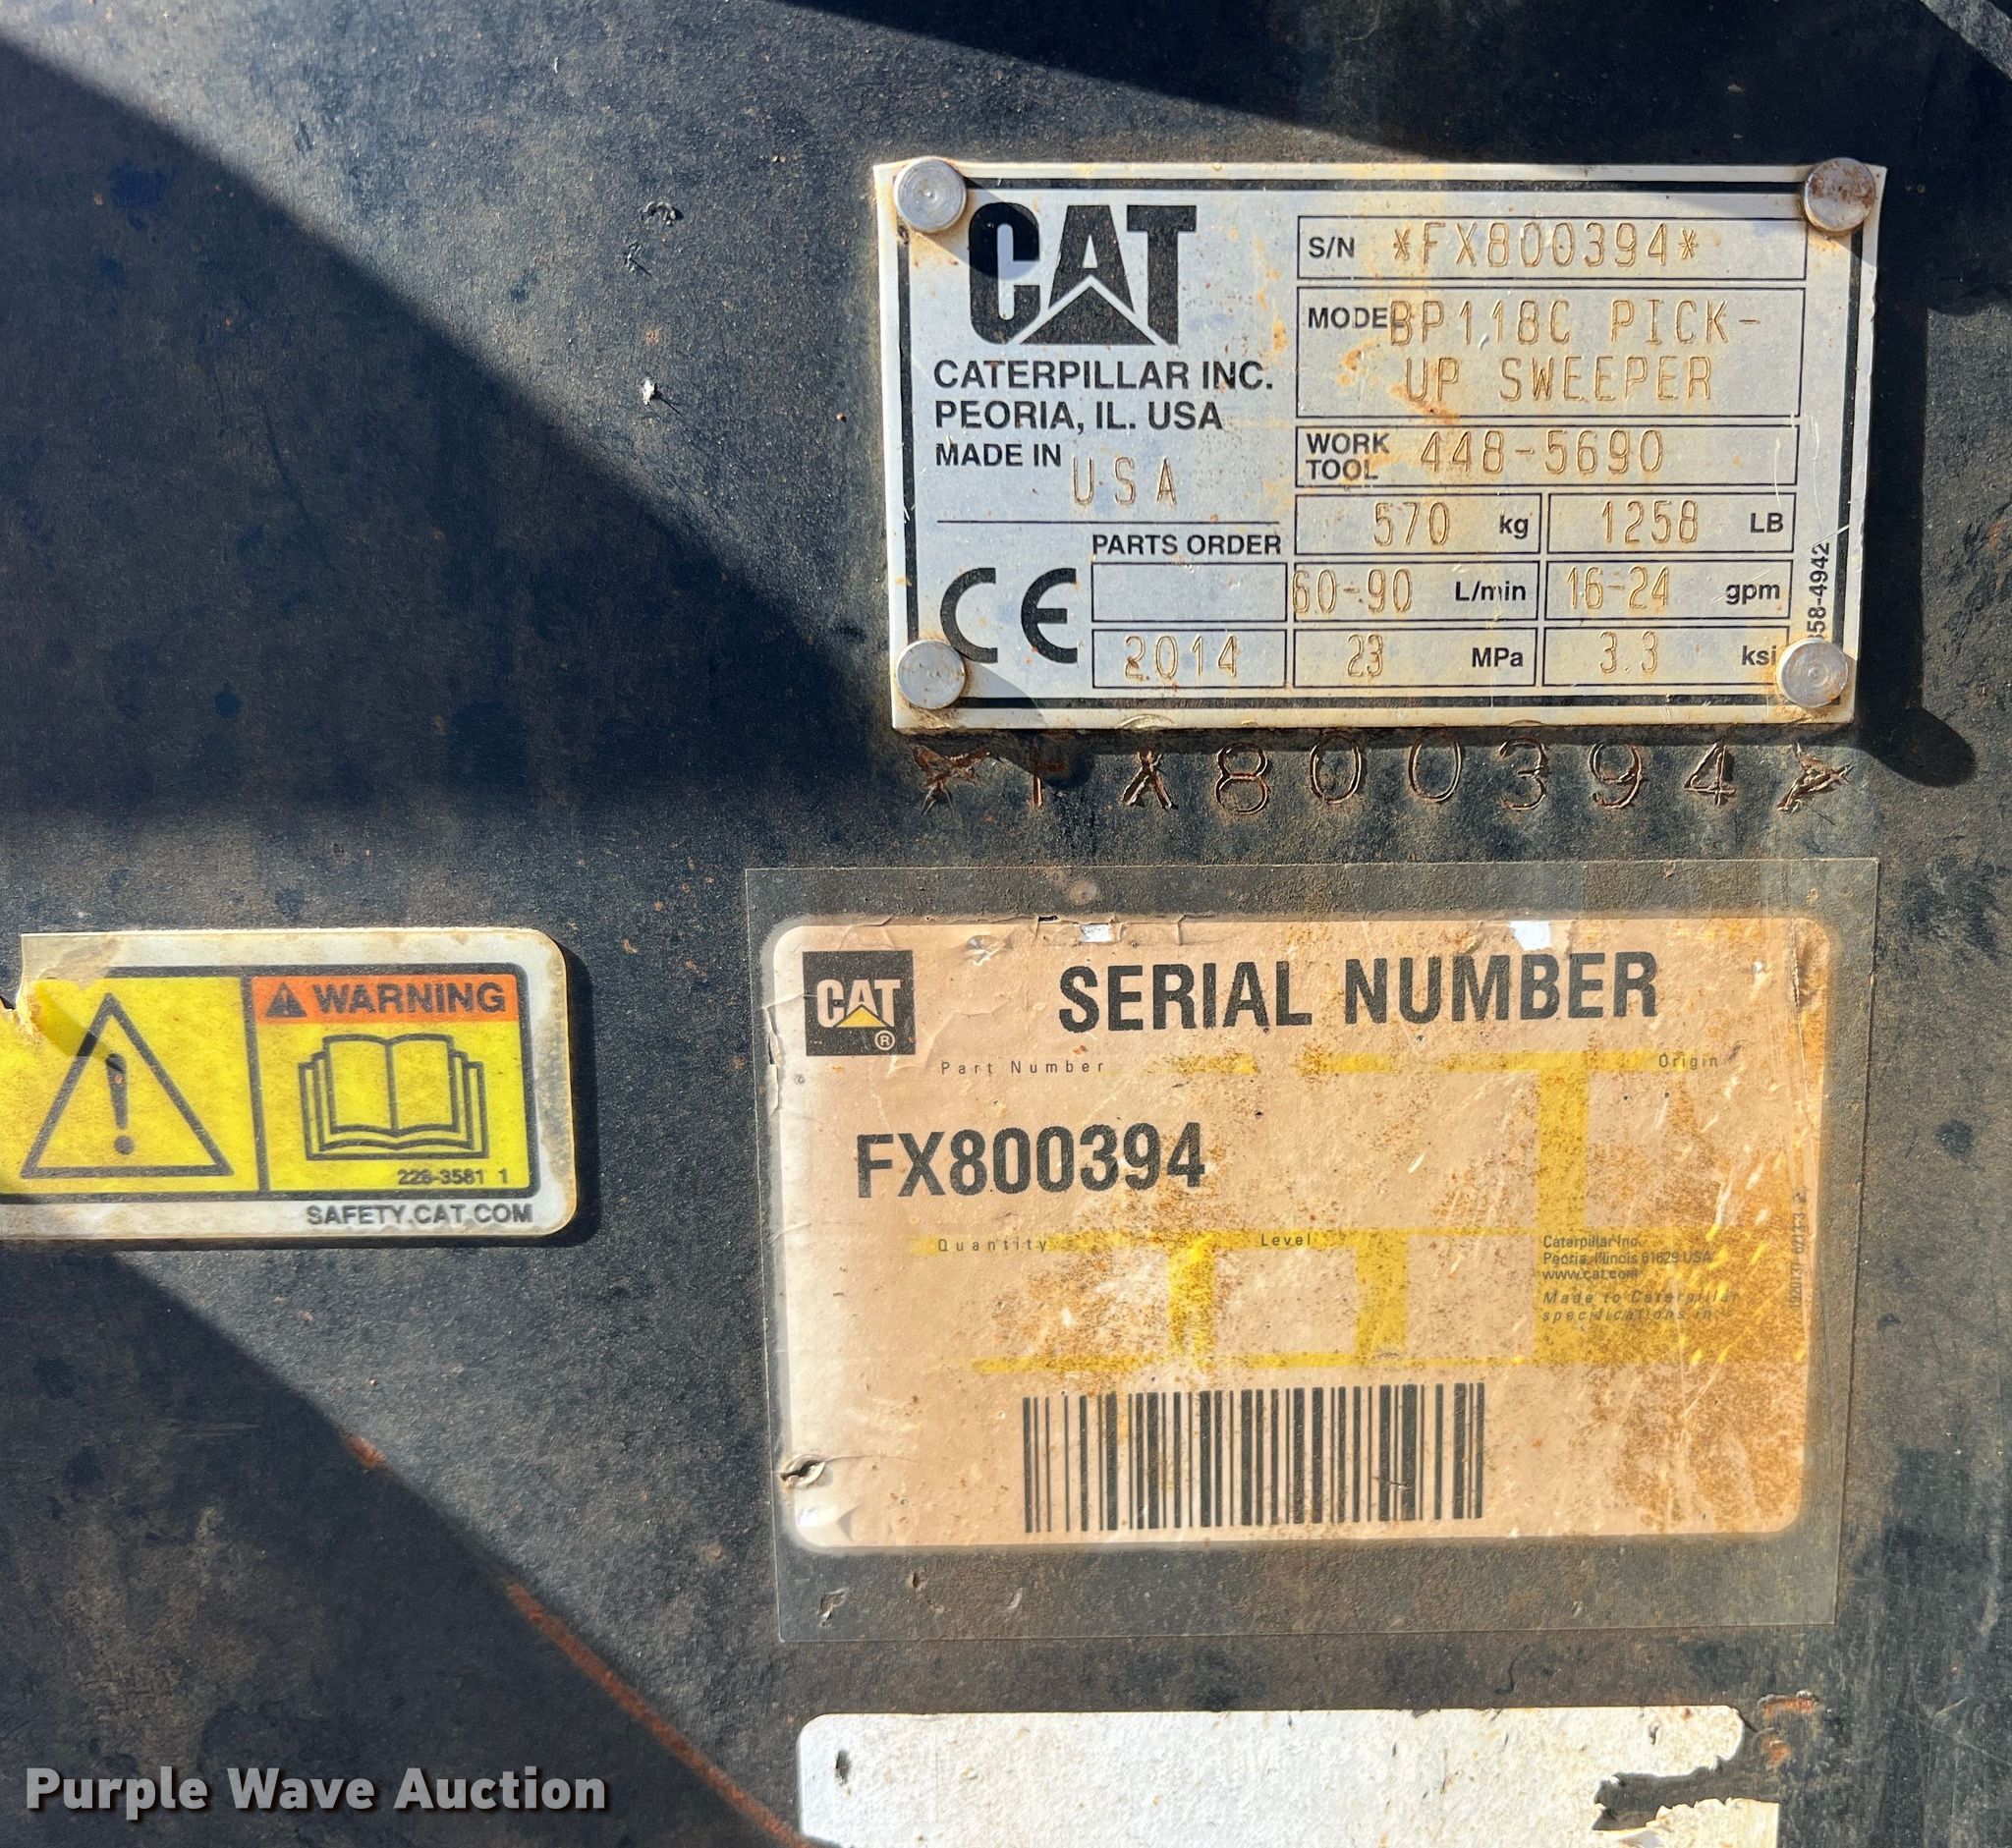 CAT
CATERPILLAR INC.
PEORIA, IL. USA
MADE IN USA
S/N *FX800394*
MODEL BP118C PICK-
UP SWEEPER
WORK TOOL 448-5690
570 kg 1258 LB
PARTS ORDER
60-90 L/min 16-24 gpm
CE
2014 23 MPa 3.3 ksi
58-4942
*FX800394*
WARNING
226-3581 1
SAFETY.CAT.COM
CAT ®
SERIAL NUMBER
Part Number Origin
FX800394
Quantity Level
Caterpillar Inc.
Peoria, Illinois 61629 USA
www.cat.com
Made to Caterpillar
specifications in
Purple Wave Auction